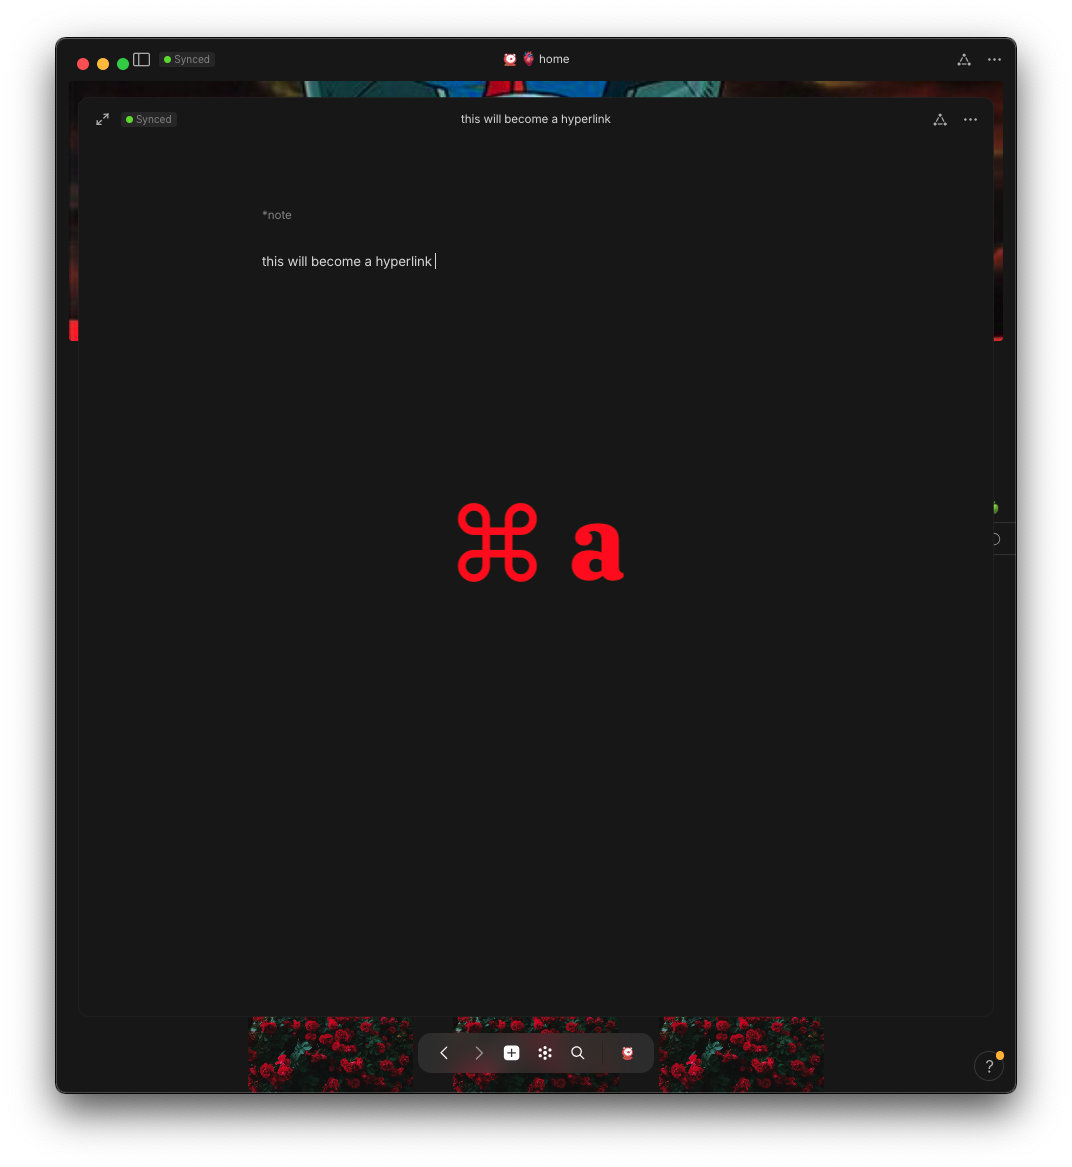 Synced
home
Synced
this will become a hyperlink
*note
this will become a hyperlink
⌘ a
?